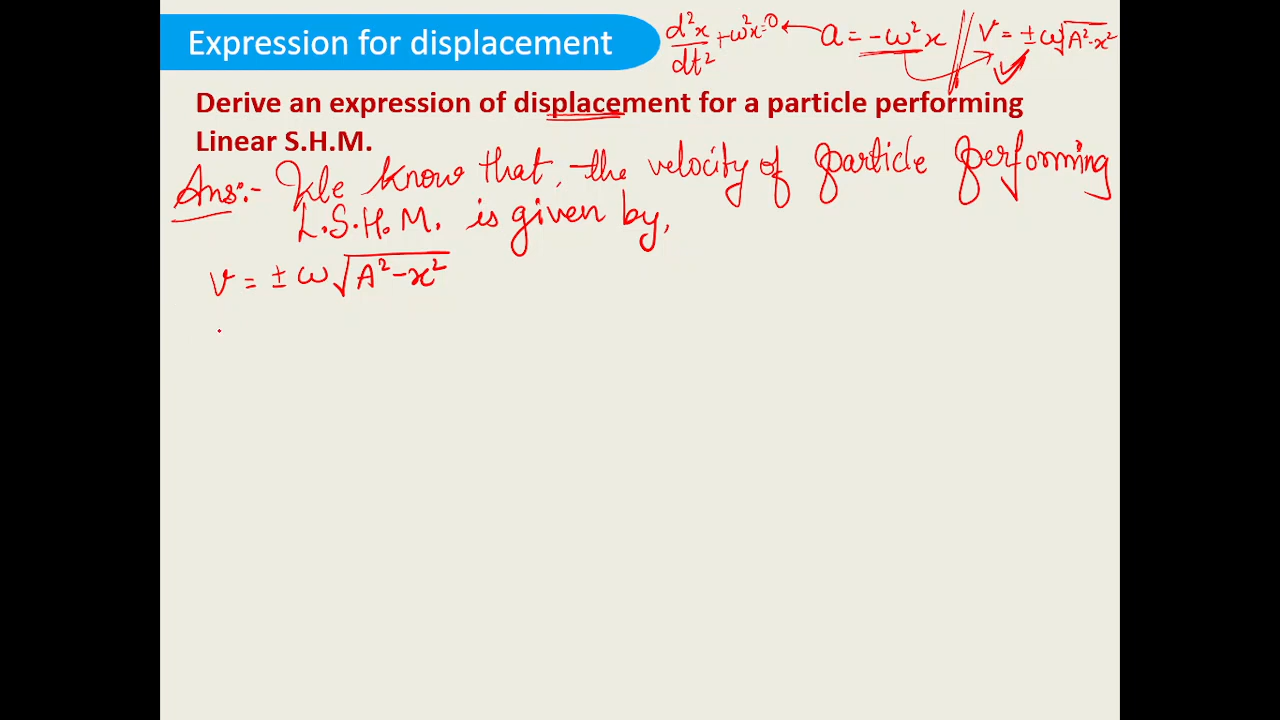 Expression for displacement
d²x/dt² + ω²x=0 ← a = -ω²x // V = ± ω√A²-x²
Derive an expression of displacement for a particle performing
Linear S.H.M.
Ans:- We know that, the velocity of particle performing
L.S.H.M. is given by,
V = ± ω√A²-x²